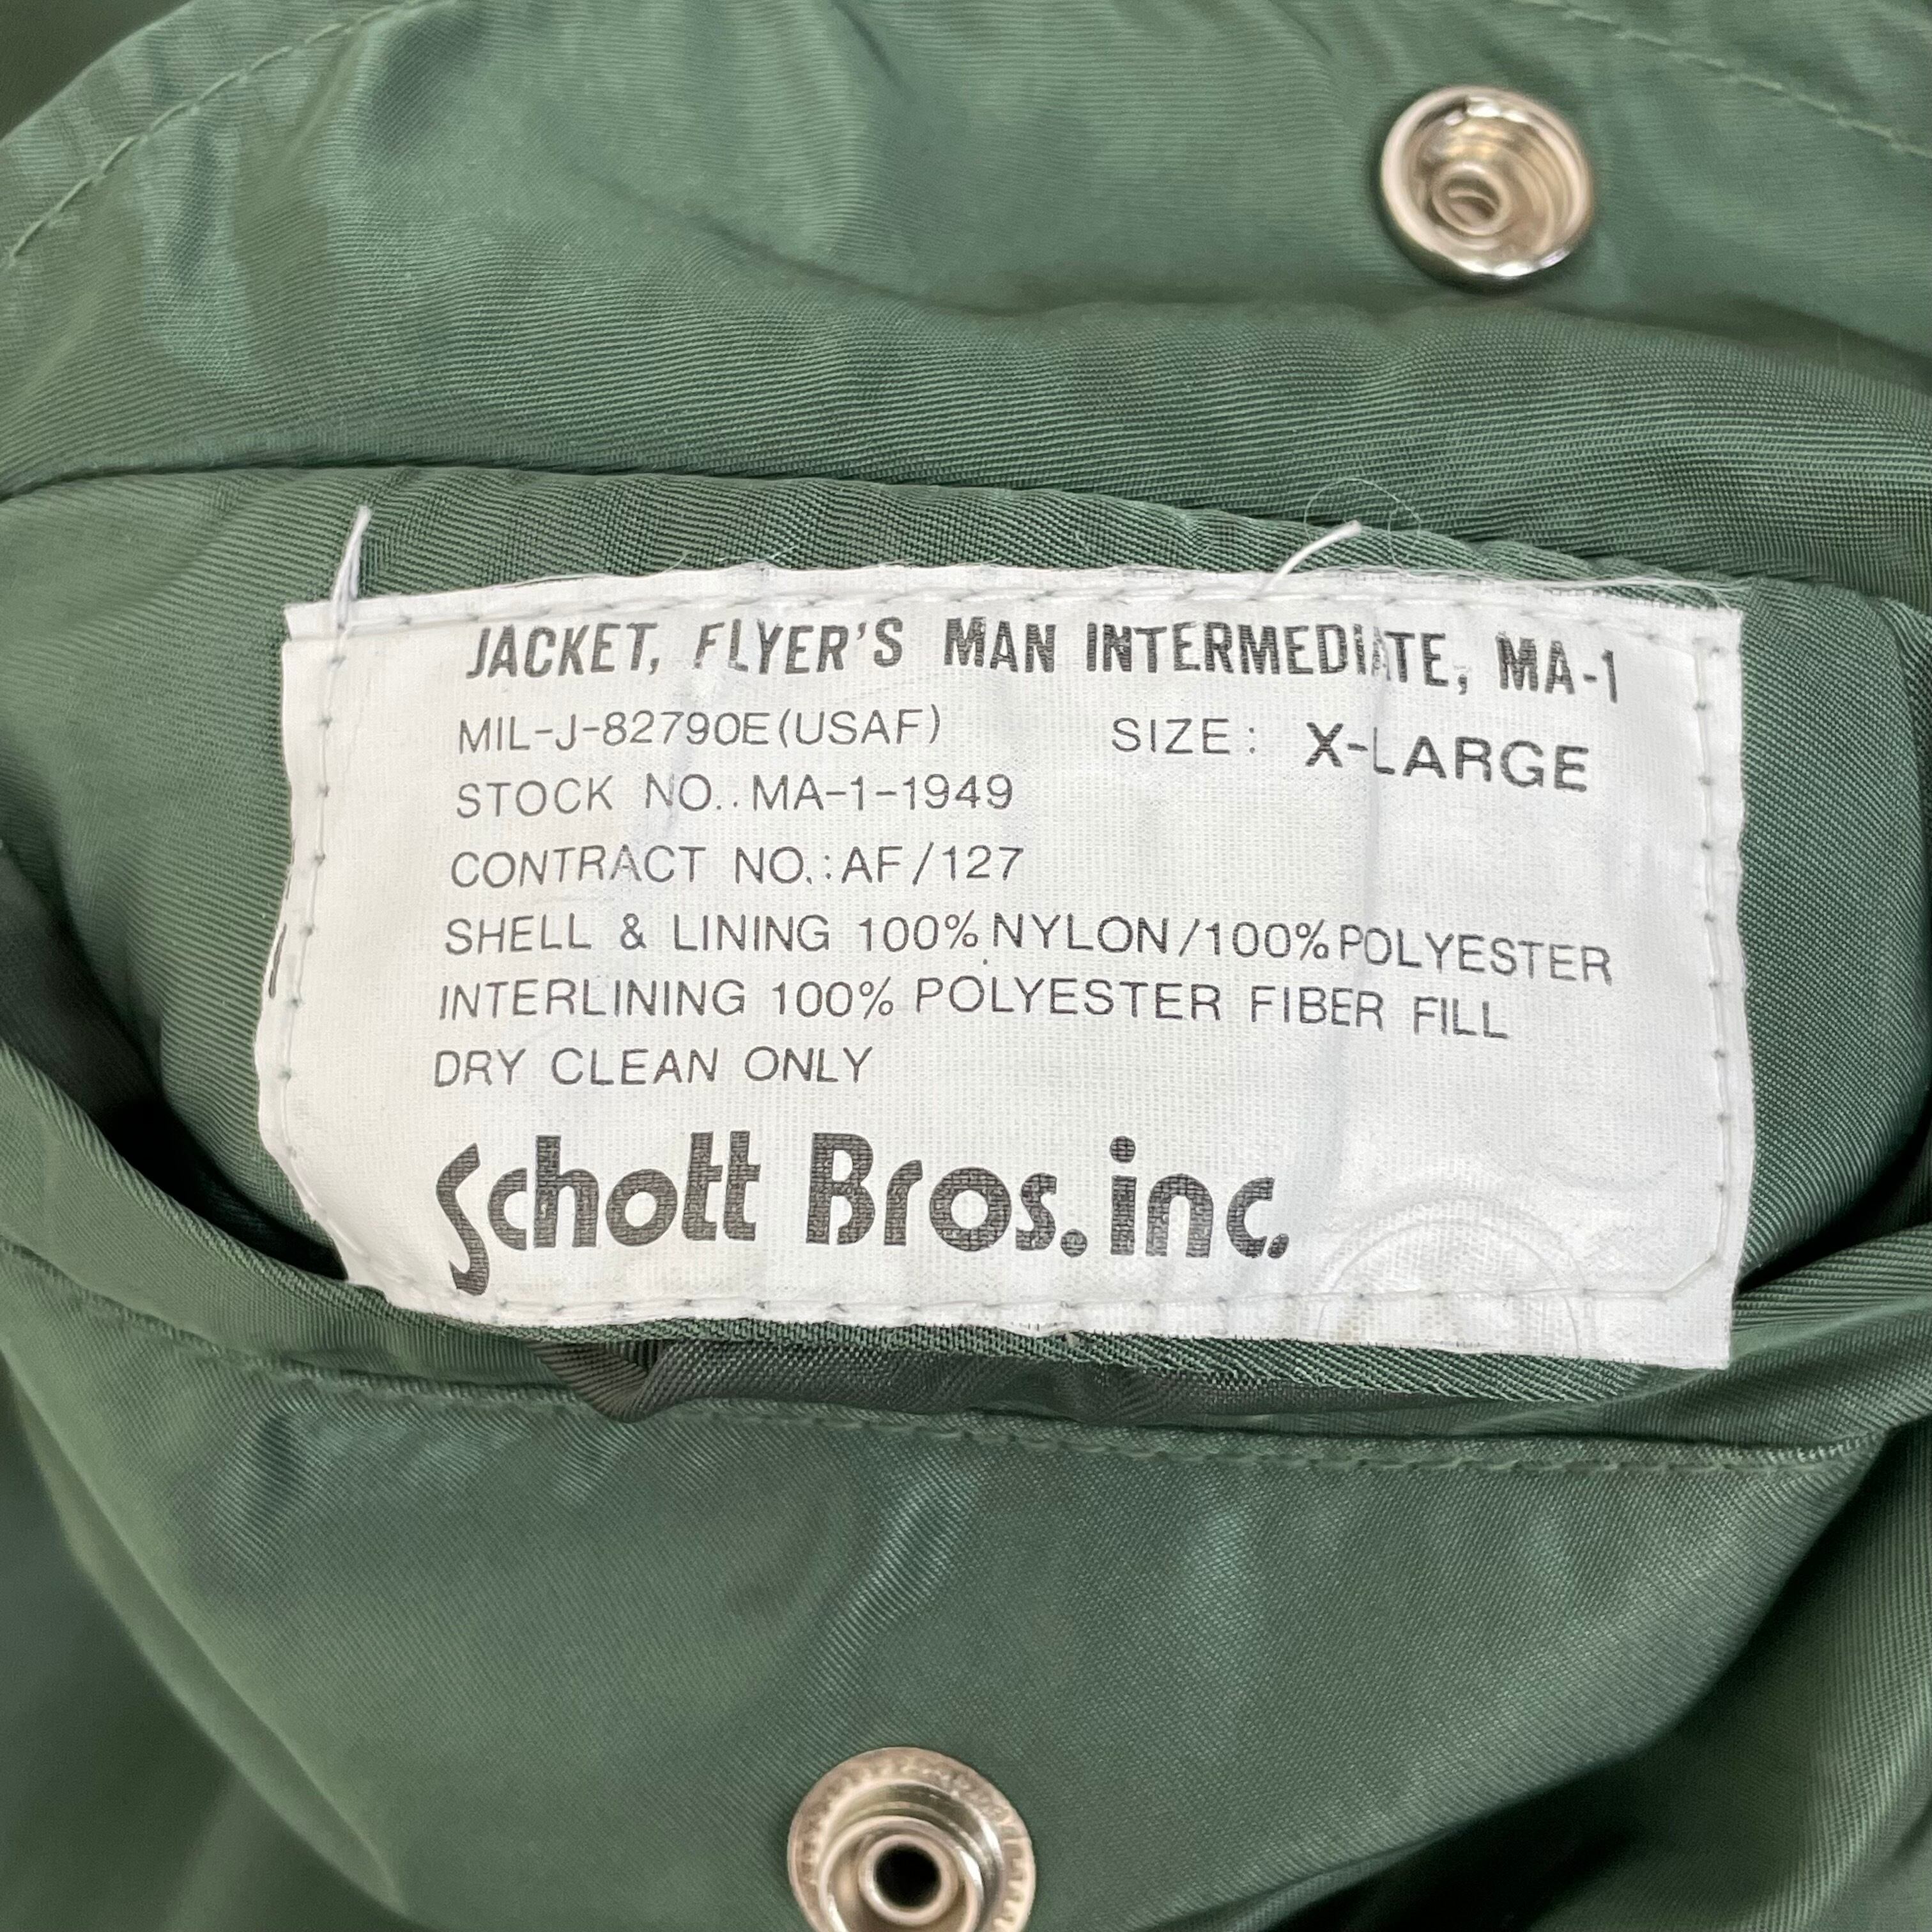 JACKET, FLYER'S MAN INTERMEDIATE, MA-1
MIL-J-82790E(USAF) SIZE: X-LARGE
STOCK NO.. MA-1-1949
CONTRACT NO.:AF/127
SHELL & LINING 100% NYLON/100% POLYESTER
INTERLINING 100% POLYESTER FIBER FILL
DRY CLEAN ONLY
Schott Bros. inc.